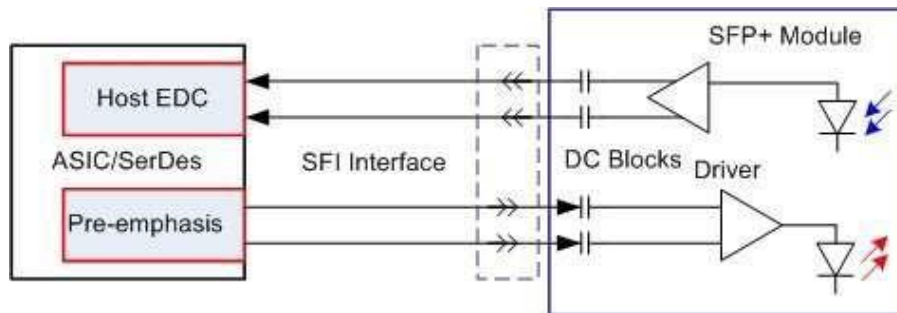 SFP+ Module
Host EDC
ASIC/SerDes
SFI Interface
DC Blocks
Driver
Pre-emphasis